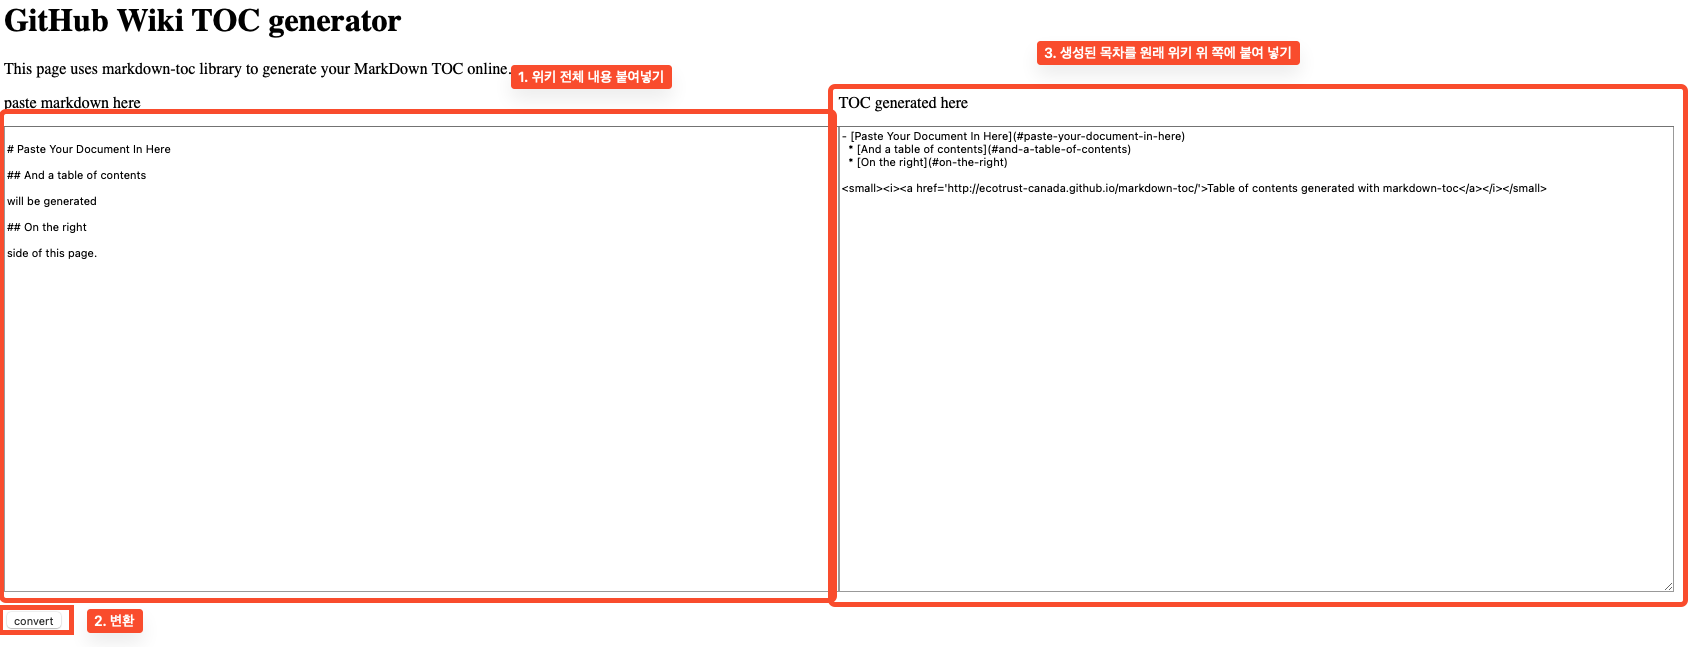 GitHub Wiki TOC generator
This page uses markdown-toc library to generate your MarkDown TOC online.
1. 위키 전체 내용 붙여넣기
3. 생성된 목차를 원래 위키 위 쪽에 붙여 넣기
paste markdown here
# Paste Your Document In Here
## And a table of contents
will be generated
## On the right
side of this page.
convert
2. 변환
TOC generated here
- [Paste Your Document In Here](#paste-your-document-in-here)
  * [And a table of contents](#and-a-table-of-contents)
  * [On the right](#on-the-right)
<small><i><a href='http://ecotrust-canada.github.io/markdown-toc/'>Table of contents generated with markdown-toc</a></i></small>